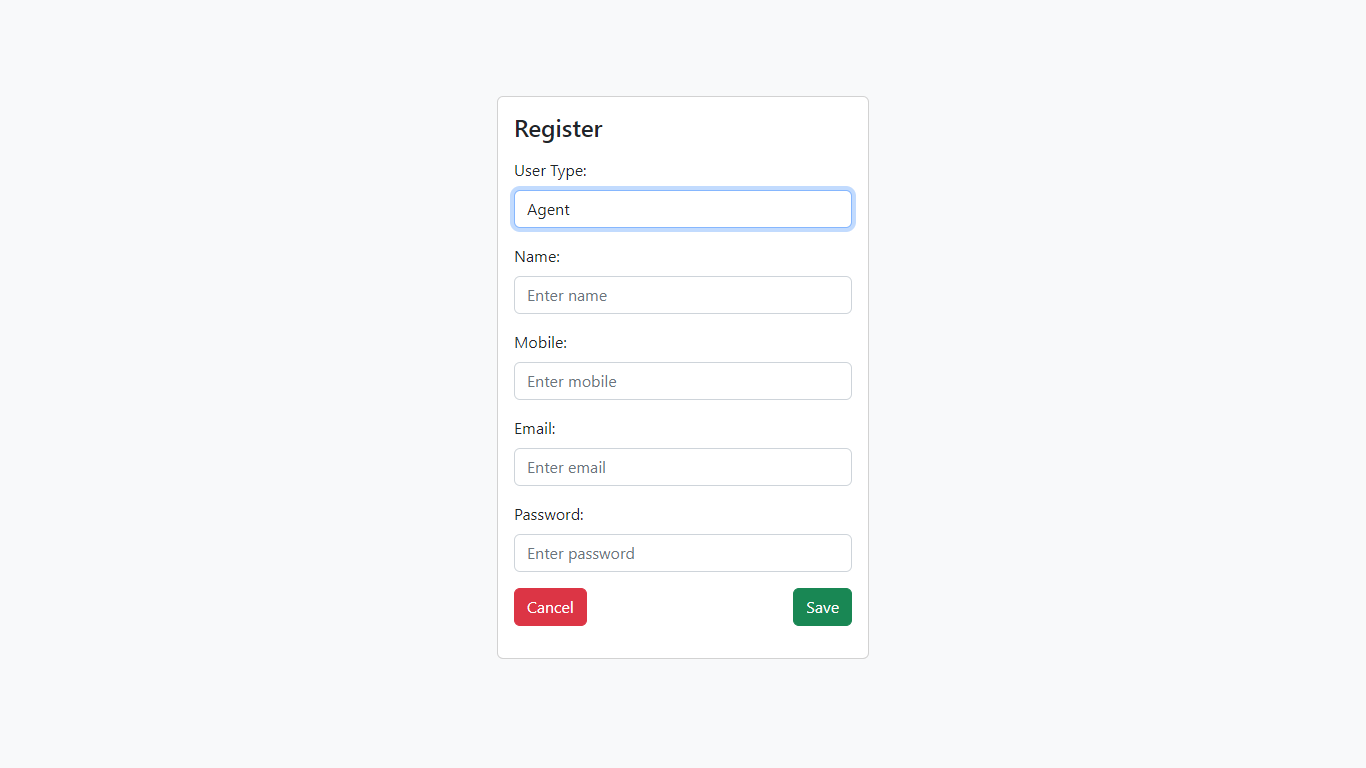 Register
User Type:
Agent
Name:
Enter name
Mobile:
Enter mobile
Email:
Enter email
Password:
Enter password
Cancel Save